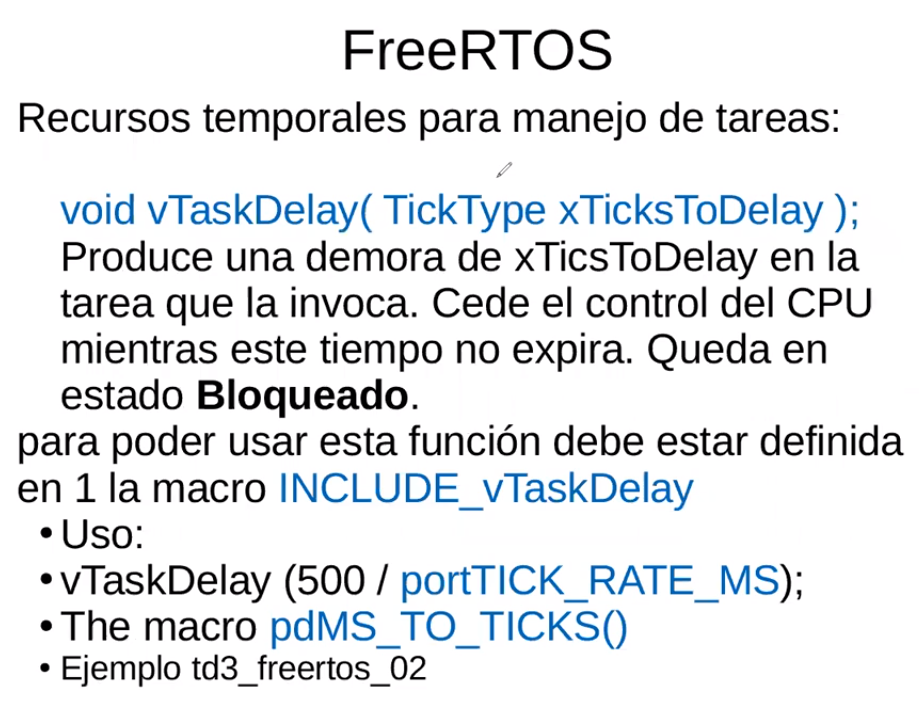 FreeRTOS
Recursos temporales para manejo de tareas:
void vTaskDelay( TickType xTicksToDelay );
Produce una demora de xTicsToDelay en la
tarea que la invoca. Cede el control del CPU
mientras este tiempo no expira. Queda en
estado Bloqueado.
para poder usar esta función debe estar definida
en 1 la macro INCLUDE_vTaskDelay
• Uso:
• vTaskDelay (500 / portTICK_RATE_MS);
• The macro pdMS_TO_TICKS()
• Ejemplo td3_freertos_02